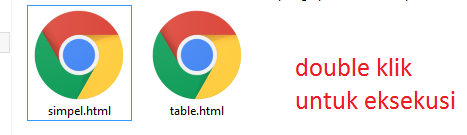 simpel.html
table.html
double klik
untuk eksekusi